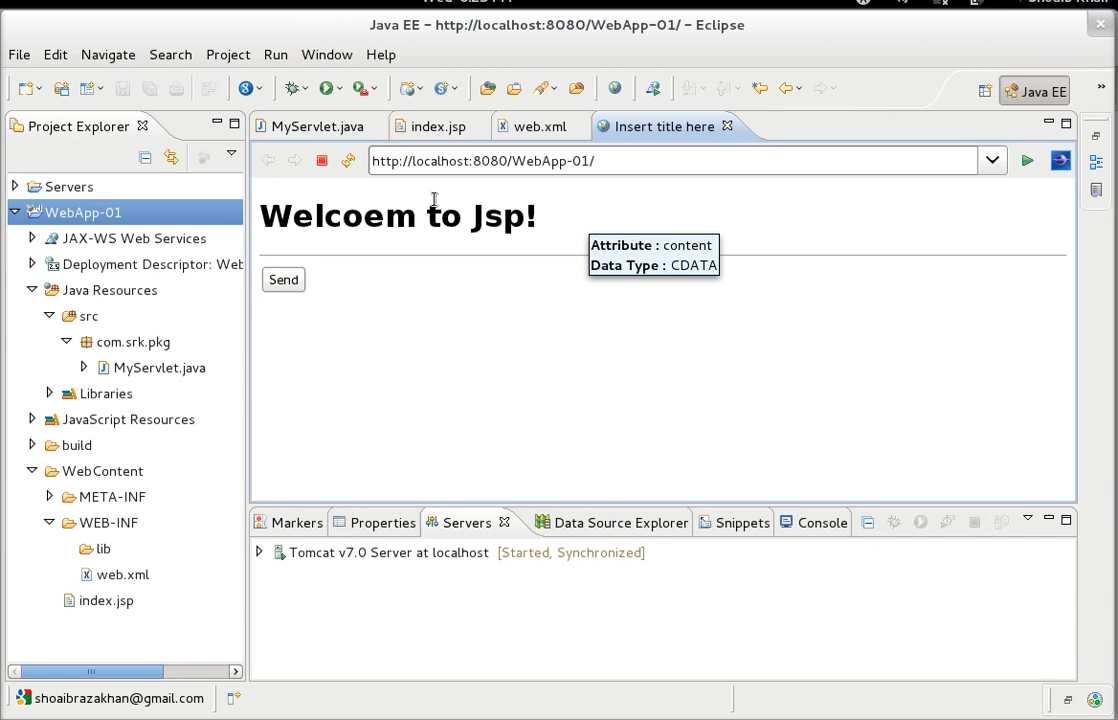 Java EE – http://localhost:8080/WebApp-01/ – Eclipse
File Edit Navigate Search Project Run Window Help
Java EE
Project Explorer
MyServlet.java index.jsp web.xml Insert title here
http://localhost:8080/WebApp-01/
Servers
WebApp-01
JAX-WS Web Services
Deployment Descriptor: Web
Java Resources
src
com.srk.pkg
MyServlet.java
Libraries
JavaScript Resources
build
WebContent
META-INF
WEB-INF
lib
web.xml
index.jsp
Welcoem to Jsp!
Attribute : content
Data Type : CDATA
Send
Markers Properties Servers Data Source Explorer Snippets Console
Tomcat v7.0 Server at localhost [Started, Synchronized]
shoaibrazakhan@gmail.com